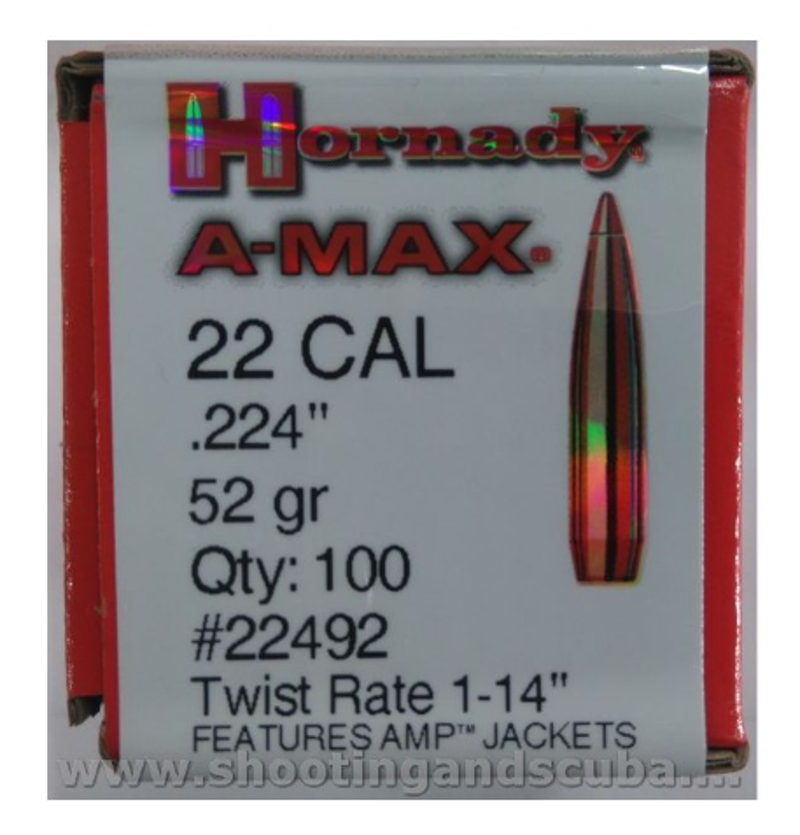 Hornady®
A-MAX®
22 CAL
.224"
52 gr
Qty: 100
#22492
Twist Rate 1-14"
FEATURES AMP™ JACKETS